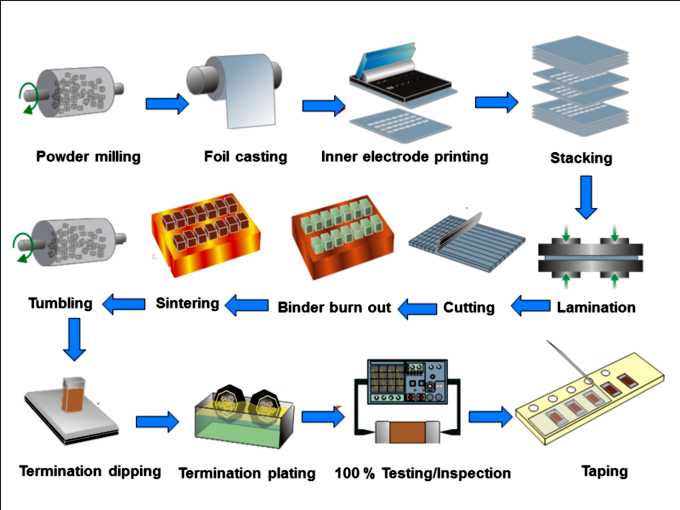 Powder milling
Foil casting
Inner electrode printing
Stacking
Tumbling
Sintering
Binder burn out
Cutting
Lamination
Termination dipping
Termination plating
100 % Testing/Inspection
Taping